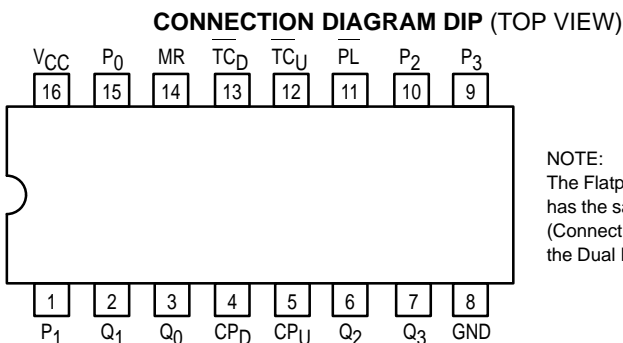 CONNECTION DIAGRAM DIP (TOP VIEW)
VCC P0 MR TCD TCU PL P2 P3
16 15 14 13 12 11 10 9
NOTE:
The Flatp
has the sa
(Connect
the Dual
1 2 3 4 5 6 7 8
P1 Q1 Q0 CPD CPU Q2 Q3 GND